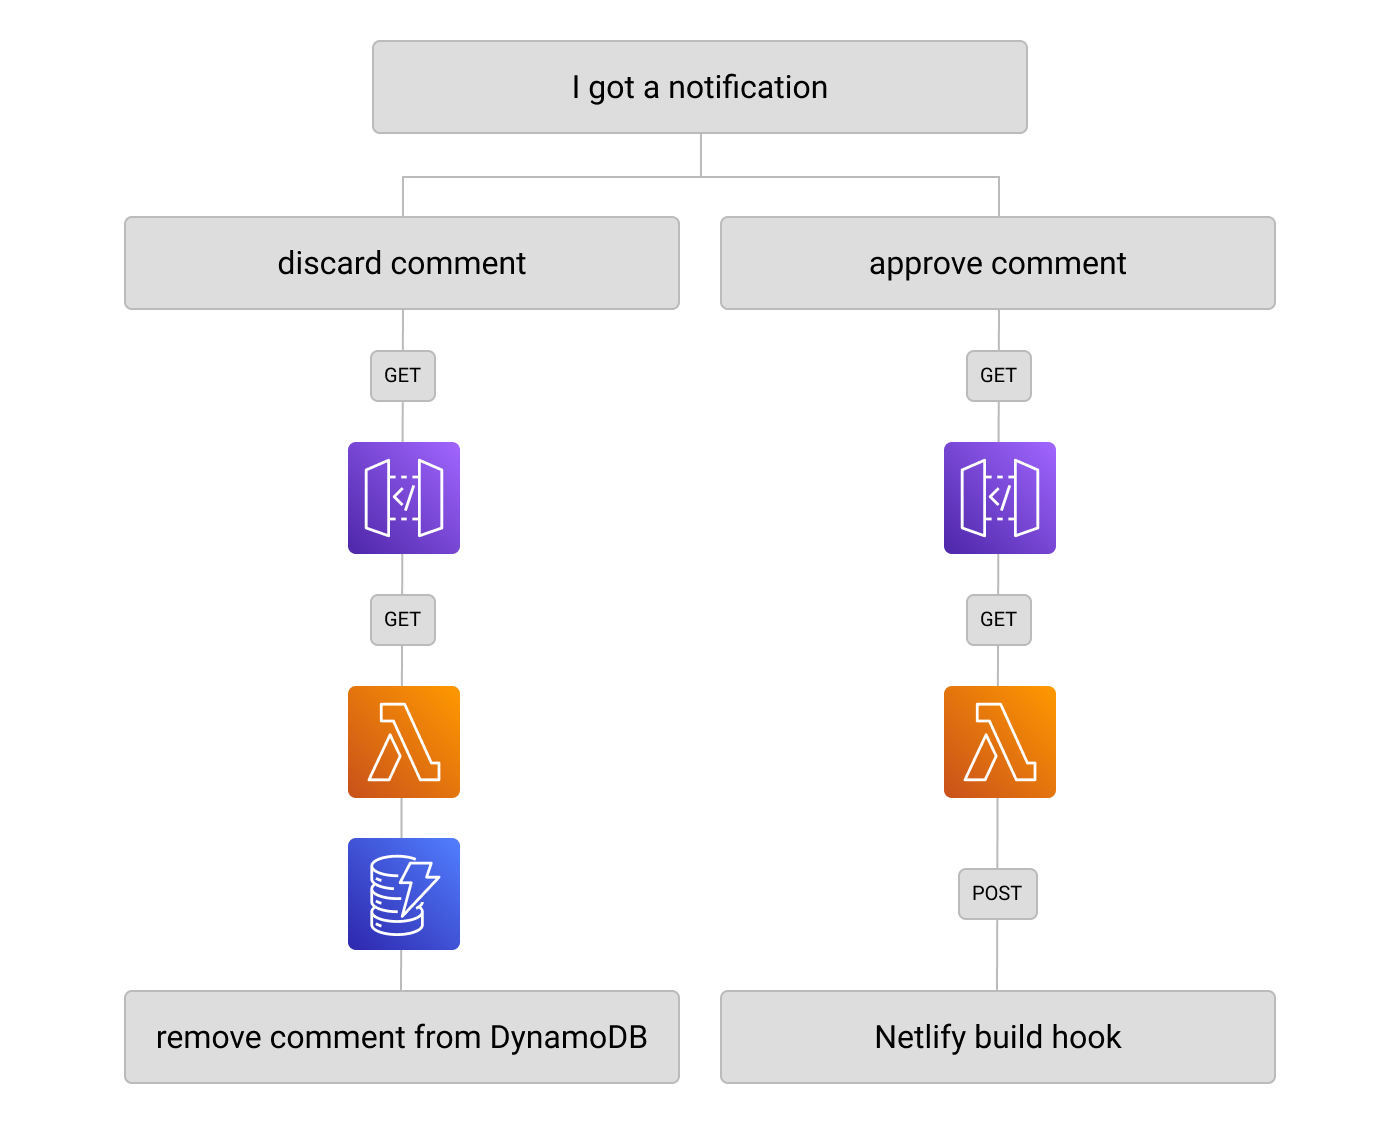 I got a notification
discard comment
approve comment
GET
GET
</>
</>
GET
GET
POST
remove comment from DynamoDB
Netlify build hook